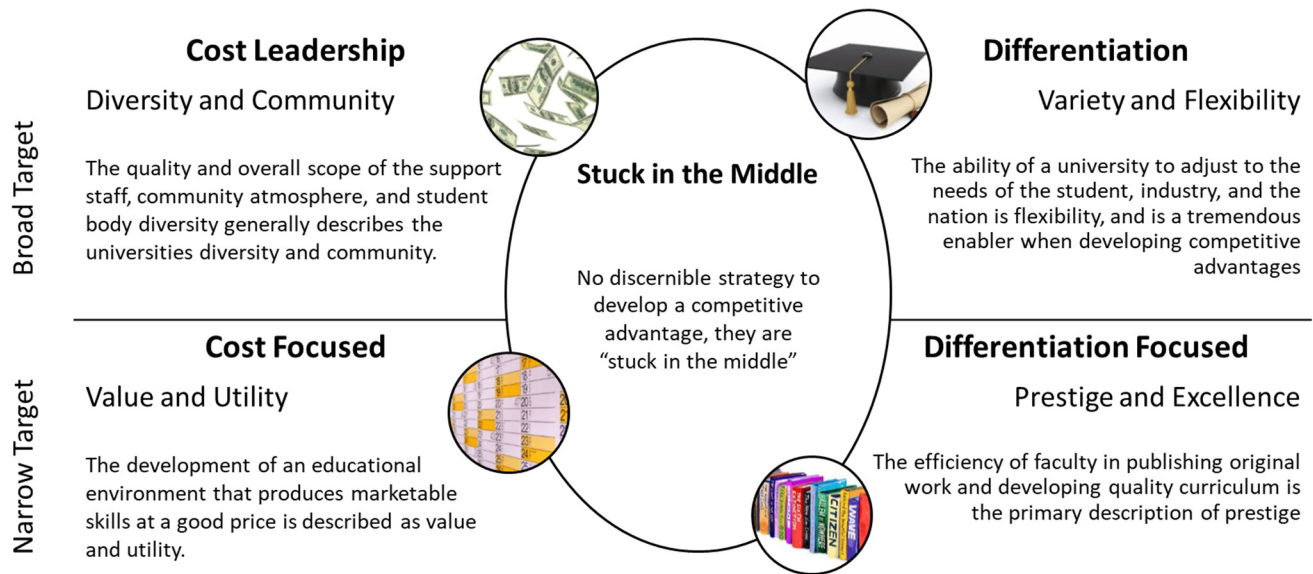 Broad Target
Cost Leadership
Diversity and Community
The quality and overall scope of the support
staff, community atmosphere, and student
body diversity generally describes the
universities diversity and community.
Stuck in the Middle
No discernible strategy to
develop a competitive
advantage, they are
“stuck in the middle”
Differentiation
Variety and Flexibility
The ability of a university to adjust to the
needs of the student, industry, and the
nation is flexibility, and is a tremendous
enabler when developing competitive
advantages
Narrow Target
Cost Focused
Value and Utility
The development of an educational
environment that produces marketable
skills at a good price is described as value
and utility.
Differentiation Focused
Prestige and Excellence
The efficiency of faculty in publishing original
work and developing quality curriculum is
the primary description of prestige
CITIZEN
WAVE